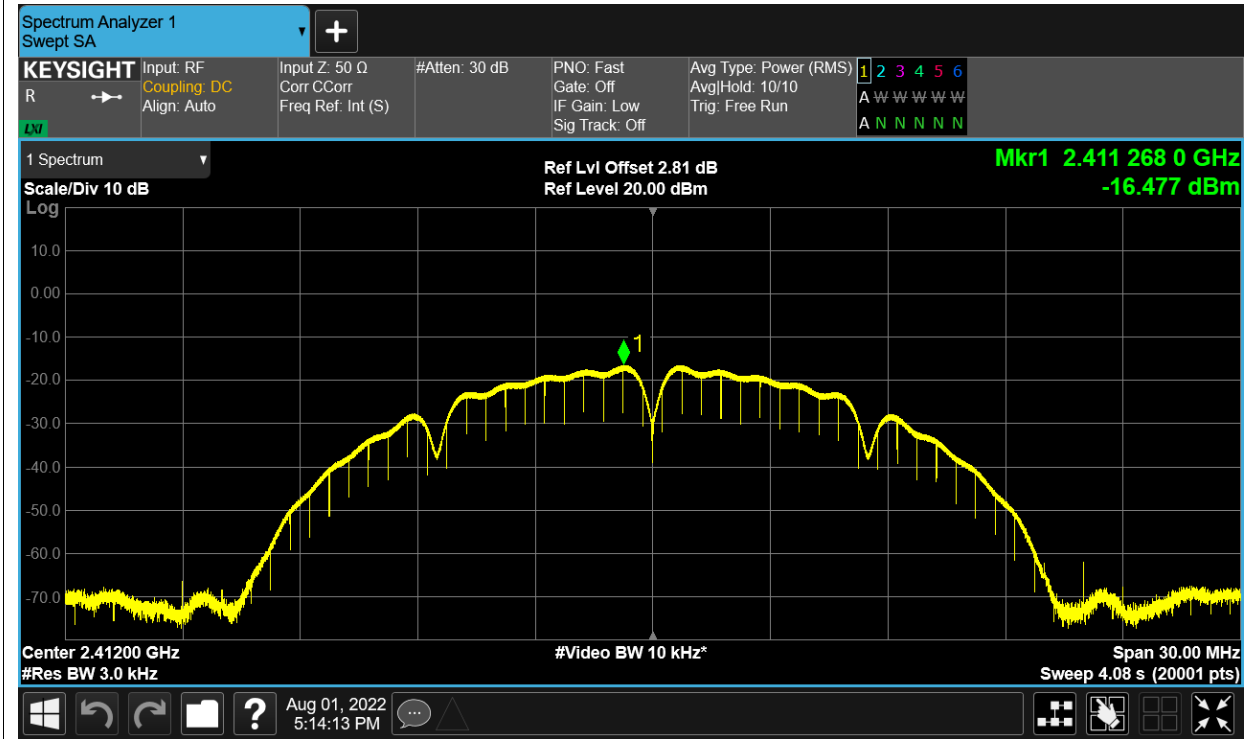 Spectrum Analyzer 1
Swept SA
+
KEYSIGHT
R
LXI
Input: RF
Coupling: DC
Align: Auto
Input Z: 50 Ω
Corr CCorr
Freq Ref: Int (S)
#Atten: 30 dB
PNO: Fast
Gate: Off
IF Gain: Low
Sig Track: Off
Avg Type: Power (RMS)
Avg|Hold: 10/10
Trig: Free Run
1 2 3 4 5 6
A W W W W W
A N N N N N
1 Spectrum
Scale/Div 10 dB
Log
Ref Lvl Offset 2.81 dB
Ref Level 20.00 dBm
Mkr1 2.411 268 0 GHz
-16.477 dBm
10.0
0.00
-10.0
1
-20.0
-30.0
-40.0
-50.0
-60.0
-70.0
Center 2.41200 GHz
#Res BW 3.0 kHz
#Video BW 10 kHz*
Span 30.00 MHz
Sweep 4.08 s (20001 pts)
?
Aug 01, 2022
5:14:13 PM